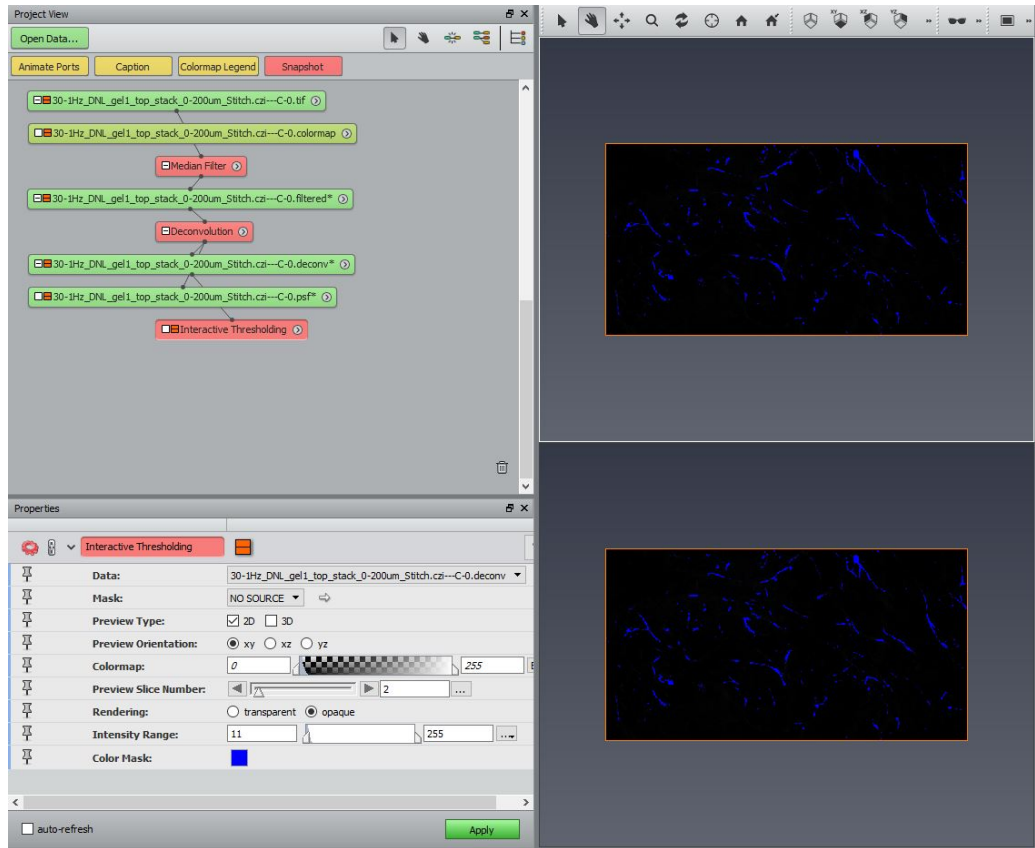 Project View
Open Data...
Animate Ports Caption Colormap Legend Snapshot
30-1Hz_DNL_gel1_top_stack_0-200um_Stitch.czi---C-0.tif
30-1Hz_DNL_gel1_top_stack_0-200um_Stitch.czi---C-0.colormap
Median Filter
30-1Hz_DNL_gel1_top_stack_0-200um_Stitch.czi---C-0.filtered*
Deconvolution
30-1Hz_DNL_gel1_top_stack_0-200um_Stitch.czi---C-0.deconv*
30-1Hz_DNL_gel1_top_stack_0-200um_Stitch.czi---C-0.psf*
Interactive Thresholding
Properties
Interactive Thresholding
Data: 30-1Hz_DNL_gel1_top_stack_0-200um_Stitch.czi---C-0.deconv
Mask: NO SOURCE
Preview Type: 2D 3D
Preview Orientation: xy xz yz
Colormap: 0 255
Preview Slice Number: 2 ...
Rendering: transparent opaque
Intensity Range: 11 255 ...
Color Mask:
auto-refresh Apply
XY XZ YZ